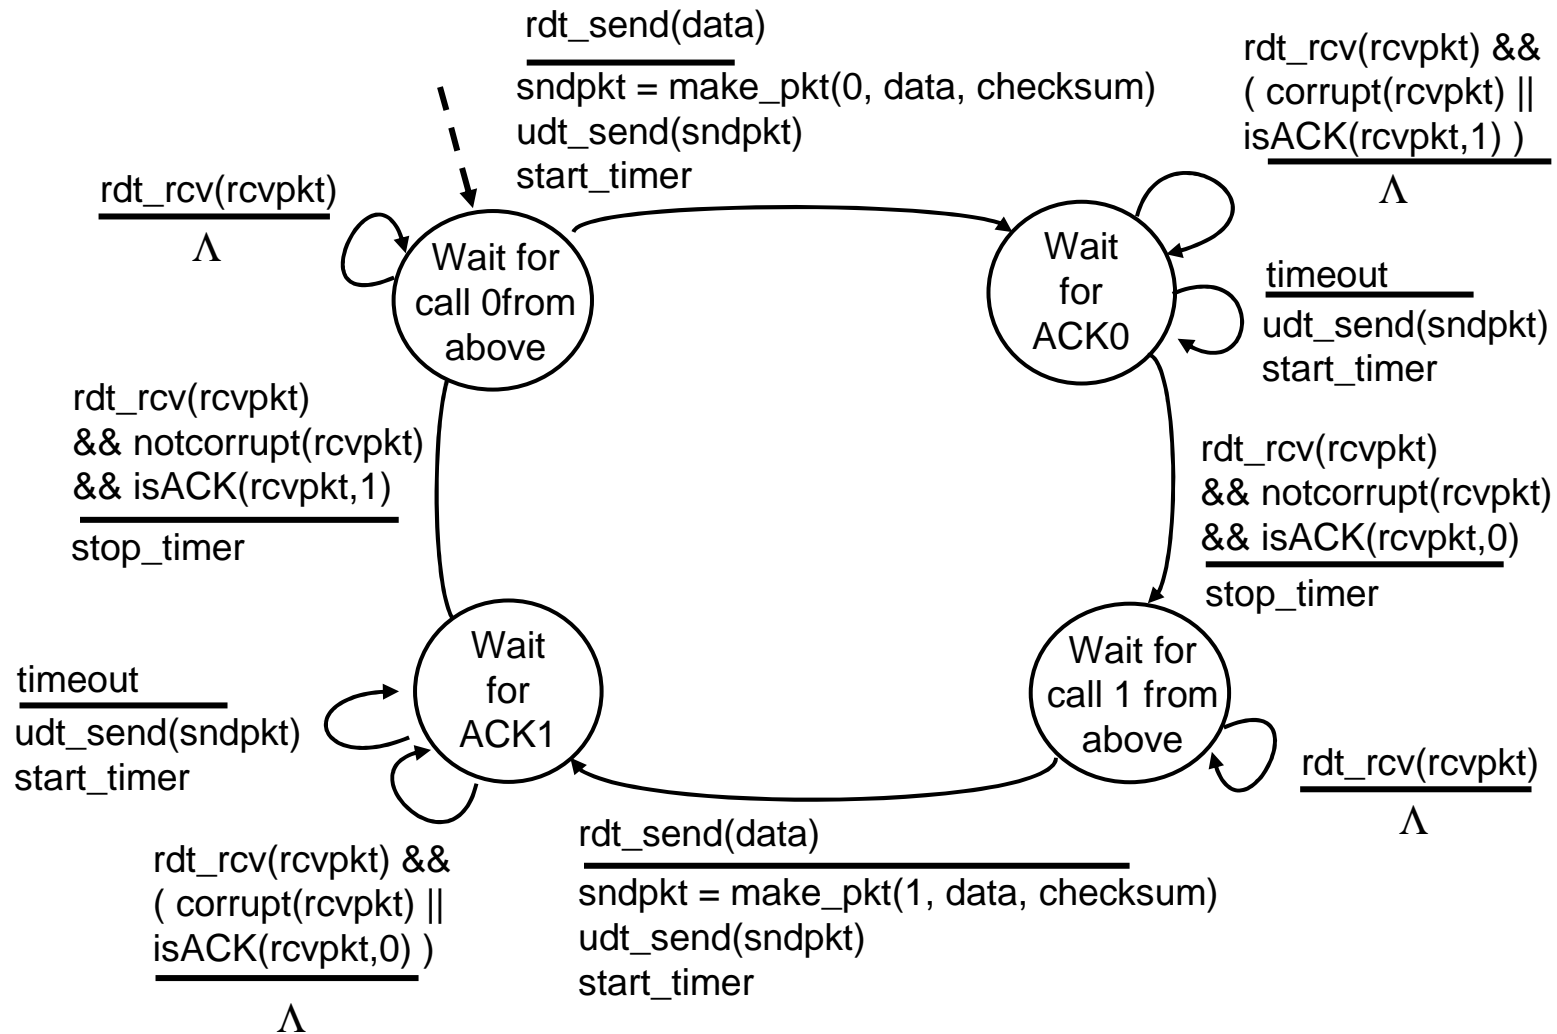 rdt_send(data)
sndpkt = make_pkt(0, data, checksum)
udt_send(sndpkt)
start_timer
rdt_rcv(rcvpkt) &&
( corrupt(rcvpkt) ||
isACK(rcvpkt,1) )
Λ
rdt_rcv(rcvpkt)
Λ
Wait for
call 0from
above
Wait
for
ACK0
timeout
udt_send(sndpkt)
start_timer
rdt_rcv(rcvpkt)
&& notcorrupt(rcvpkt)
&& isACK(rcvpkt,1)
stop_timer
rdt_rcv(rcvpkt)
&& notcorrupt(rcvpkt)
&& isACK(rcvpkt,0)
stop_timer
Wait
for
ACK1
Wait for
call 1 from
above
timeout
udt_send(sndpkt)
start_timer
rdt_rcv(rcvpkt)
Λ
rdt_rcv(rcvpkt) &&
( corrupt(rcvpkt) ||
isACK(rcvpkt,0) )
Λ
rdt_send(data)
sndpkt = make_pkt(1, data, checksum)
udt_send(sndpkt)
start_timer